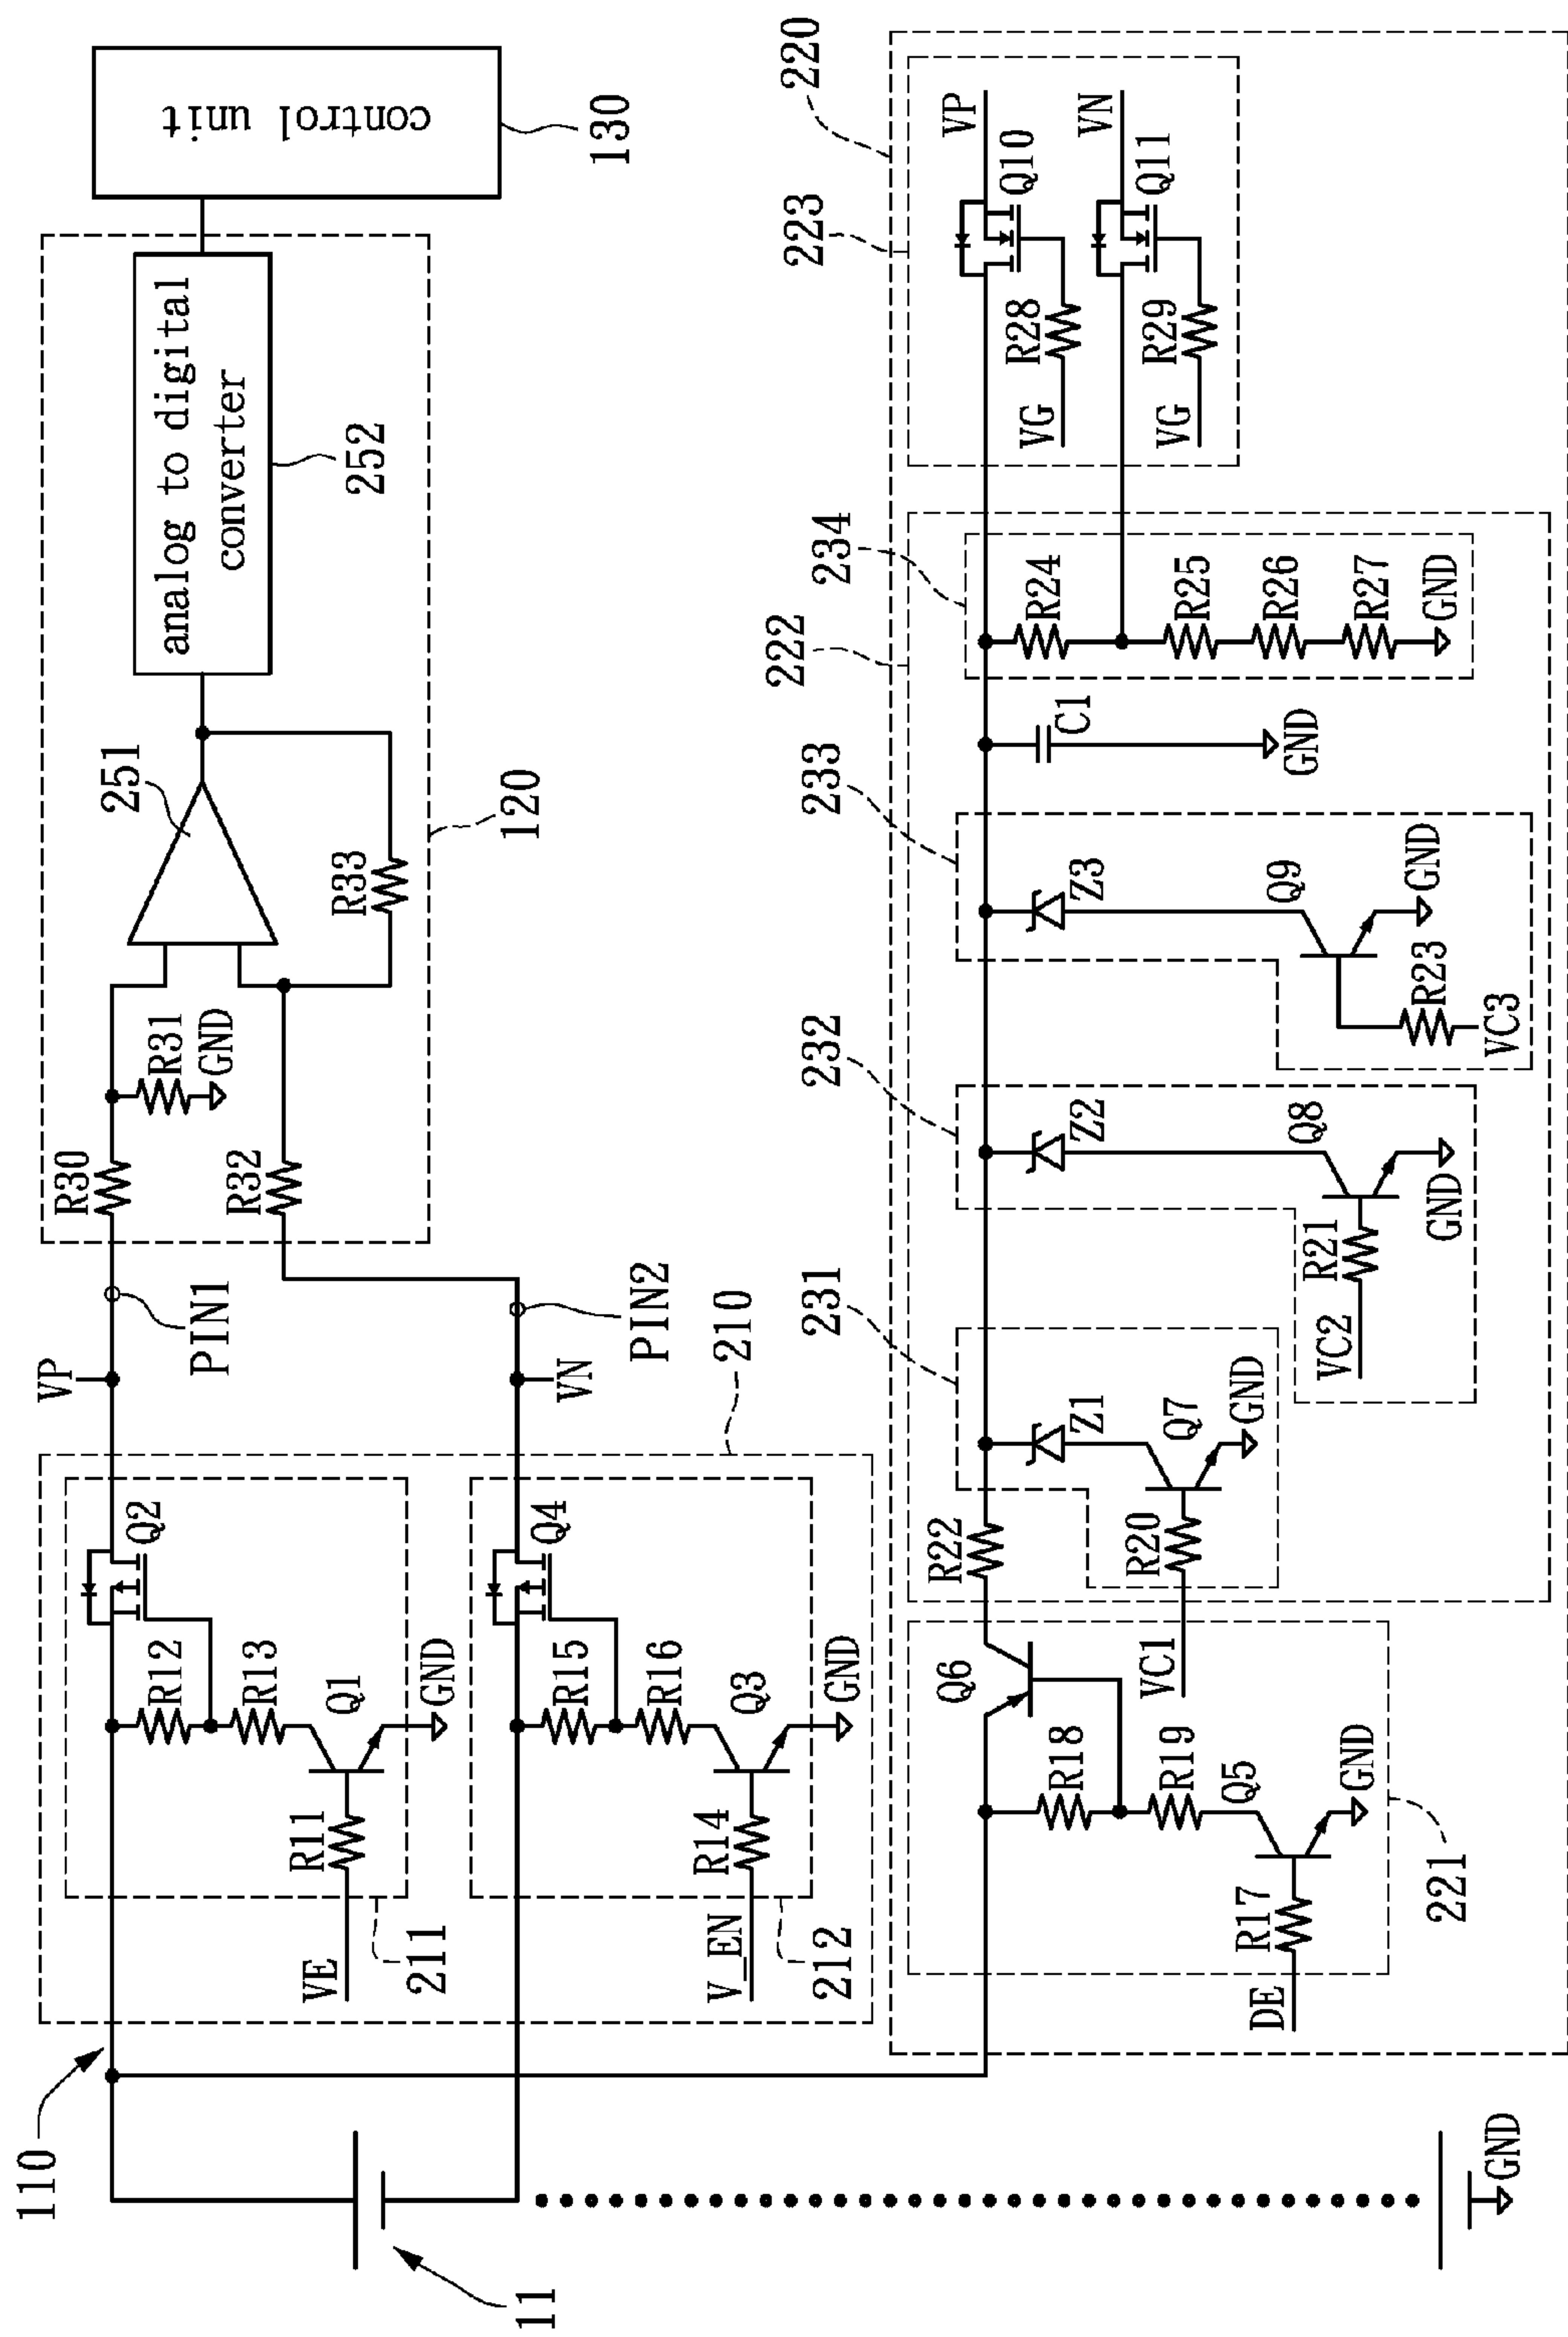 110
11
GND
210
211
R12
R13
Q2
Q1
R11
VE
GND
212
R15
R16
Q4
Q3
R14
V_EN
GND
VP
VN
PIN1
PIN2
120
R30
R31
GND
R32
R33
251
analog to digital
converter
252
control unit
130
220
221
Q6
R18
R19
Q5
R17
DE
GND
222
R22
231
Z1
Q7
R20
VC1
GND
232
Z2
Q8
R21
VC2
GND
233
Z3
Q9
R23
VC3
GND
C1
GND
234
R24
R25
R26
R27
GND
223
VP
Q10
R28
VG
VN
Q11
R29
VG